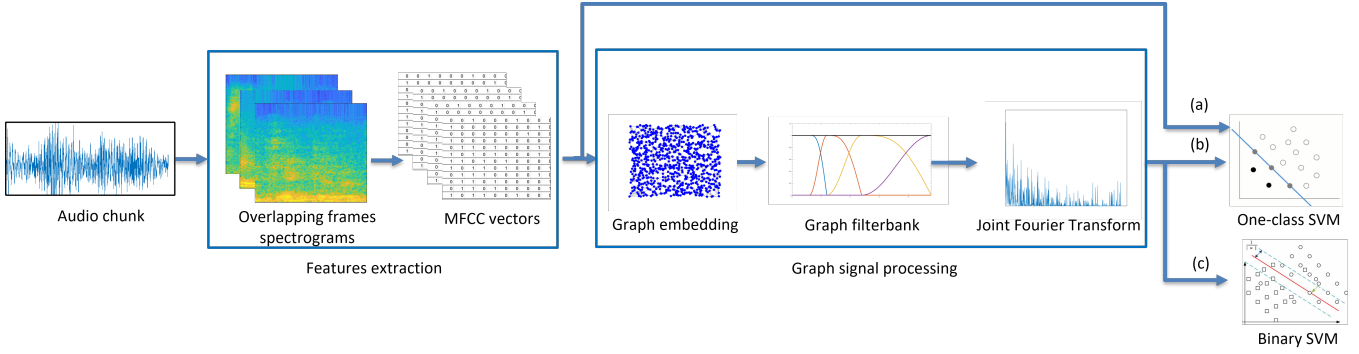 Audio chunk
Overlapping frames
spectrograms
MFCC vectors
Features extraction
Graph embedding
Graph filterbank
Joint Fourier Transform
Graph signal processing
(a)
(b)
(c)
One-class SVM
Binary SVM